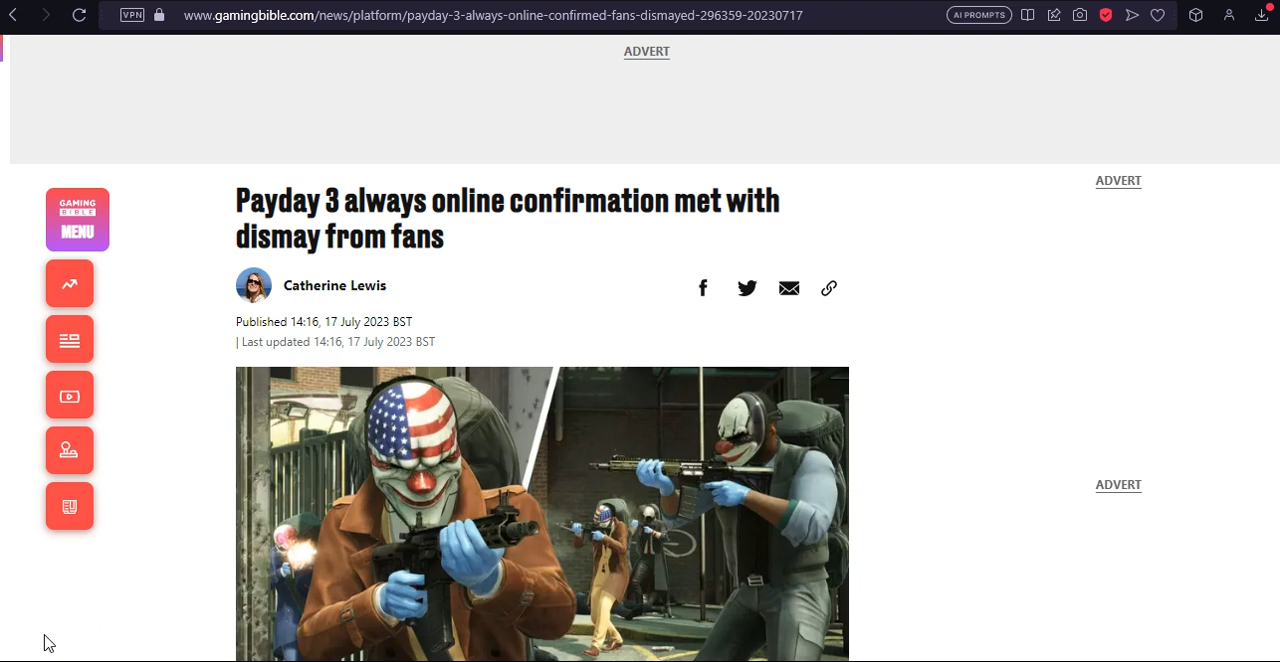 VPN
www.gamingbible.com/news/platform/payday-3-always-online-confirmed-fans-dismayed-296359-20230717
AI PROMPTS
ADVERT
ADVERT
GAMING
BIBLE
MENU
Payday 3 always online confirmation met with
dismay from fans
Catherine Lewis
Published 14:16, 17 July 2023 BST
| Last updated 14:16, 17 July 2023 BST
ADVERT